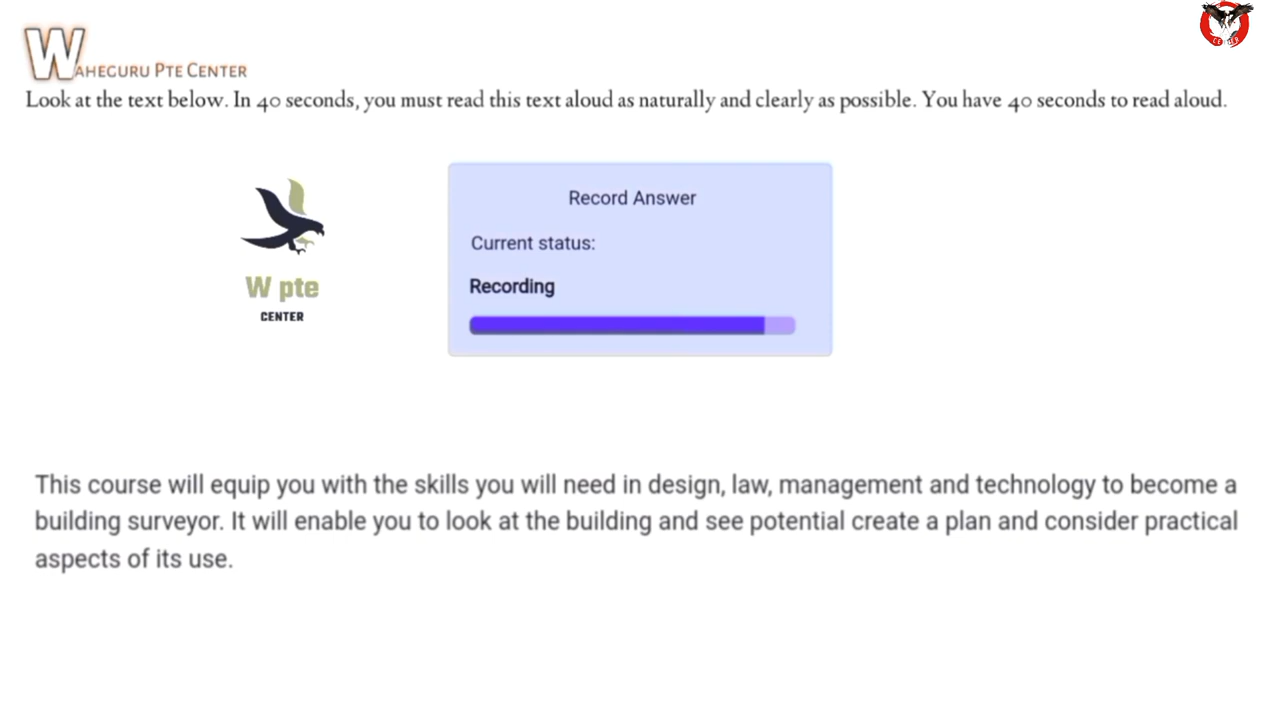 WAHEGURU PTE CENTER
Look at the text below. In 40 seconds, you must read this text aloud as naturally and clearly as possible. You have 40 seconds to read aloud.
Record Answer
Current status:
Recording
W pte
CENTER
This course will equip you with the skills you will need in design, law, management and technology to become a
building surveyor. It will enable you to look at the building and see potential create a plan and consider practical
aspects of its use.